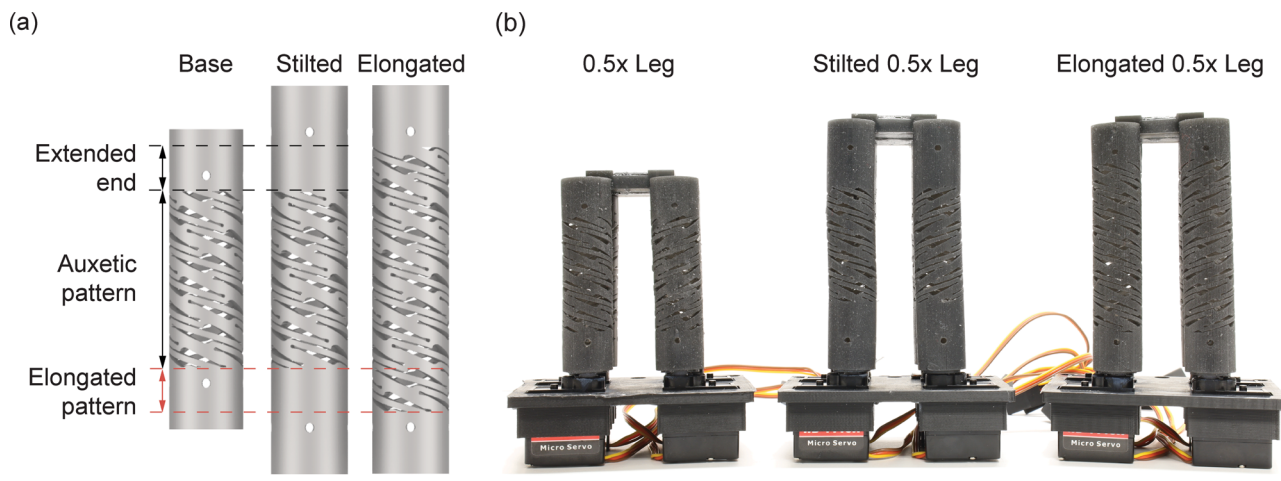 (a)
Base
Stilted
Elongated
Extended
end
Auxetic
pattern
Elongated
pattern
(b)
0.5x Leg
Stilted 0.5x Leg
Elongated 0.5x Leg
Micro Servo
Micro Servo
Micro Servo